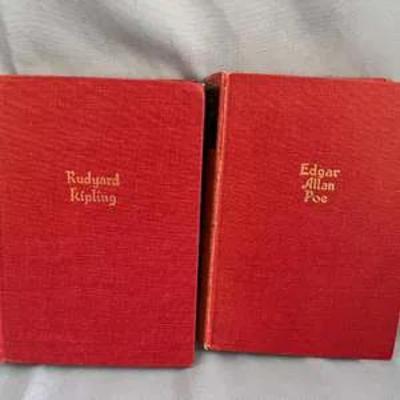 Rudyard
Kipling
Edgar
Allan
Poe